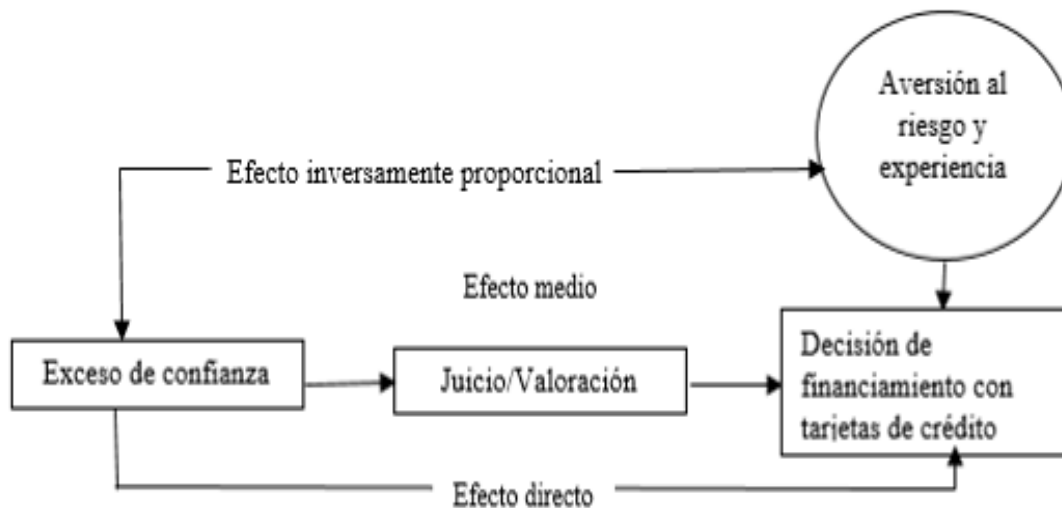 Aversión al
riesgo y
experiencia
Efecto inversamente proporcional
Efecto medio
Exceso de confianza
Juicio/Valoración
Decisión de
financiamiento con
tarjetas de crédito
Efecto directo